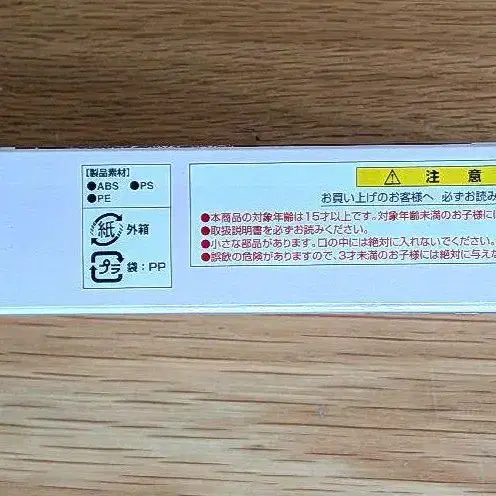 【製品素材】
●ABS ●PS
●PE
紙 外箱
プラ 袋：PP
⚠ 注意
お買い上げのお客様へ 必ずお読み
●本商品の対象年齢は15才以上です。対象年齢未満のお子様に
●取扱説明書を必ずお読みください。
●小さな部品があります。口の中には絶対に入れないでください。
●誤飲の危険がありますので、3才未満のお子様には絶対に与え